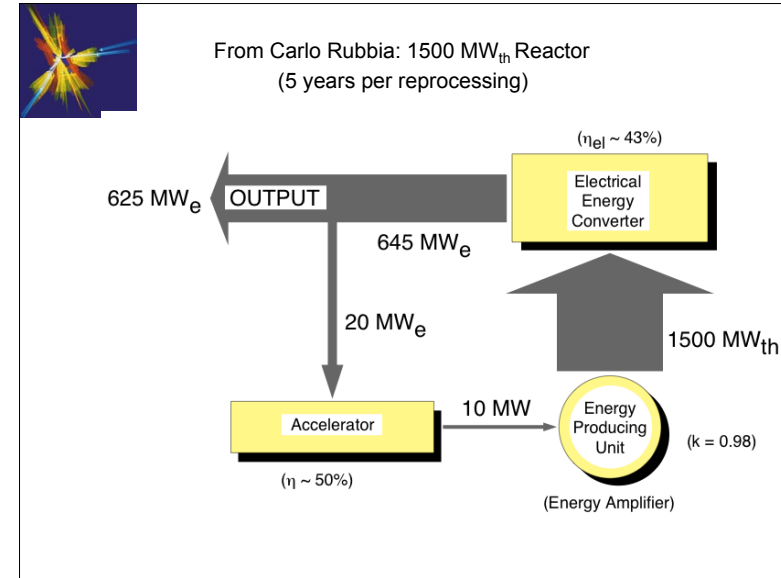 From Carlo Rubbia: 1500 MWth Reactor
(5 years per reprocessing)
(ηel ~ 43%)
Electrical
Energy
Converter
625 MWe
OUTPUT
645 MWe
20 MWe
1500 MWth
Accelerator
10 MW
Energy
Producing
Unit
(k = 0.98)
(η ~ 50%)
(Energy Amplifier)